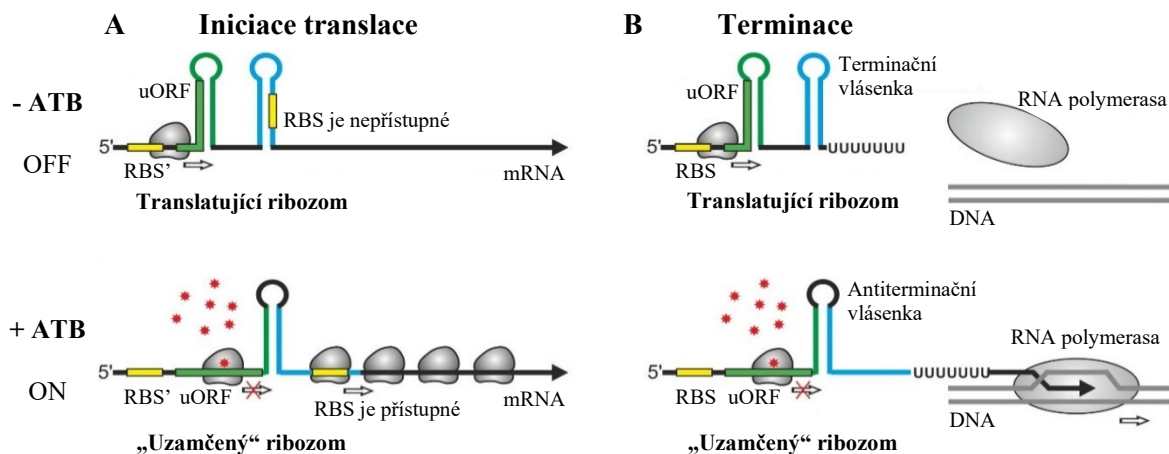 A Iniciace translace
- ATB
OFF
uORF
RBS je nepřístupné
5'
RBS'
mRNA
Translatující ribozom
+ ATB
ON
5'
RBS' uORF
RBS je přístupné
mRNA
„Uzamčený“ ribozom
B Terminace
uORF
Terminační
vlásenka
RNA polymerasa
5'
UUUUUUU
RBS
Translatující ribozom
DNA
Antiterminační
vlásenka
RNA polymerasa
5'
UUUUUUU
RBS uORF
DNA
„Uzamčený“ ribozom